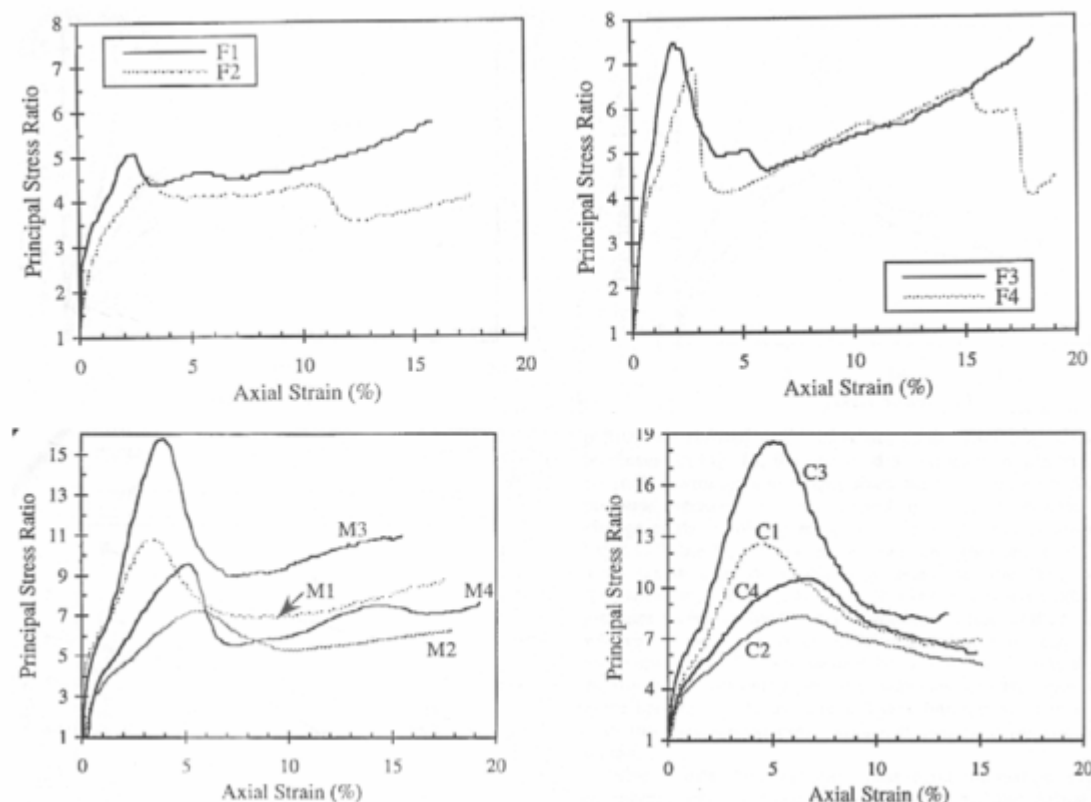 8
7
6
5
4
3
2
1
Principal Stress Ratio
F1
F2
0 5 10 15 20
Axial Strain (%)
8
7
6
5
4
3
2
1
Principal Stress Ratio
F3
F4
0 5 10 15 20
Axial Strain (%)
15
13
11
9
7
5
3
1
Principal Stress Ratio
M3
M1
M4
M2
0 5 10 15 20
Axial Strain (%)
19
16
13
10
7
4
1
Principal Stress Ratio
C3
C1
C4
C2
0 5 10 15 20
Axial Strain (%)